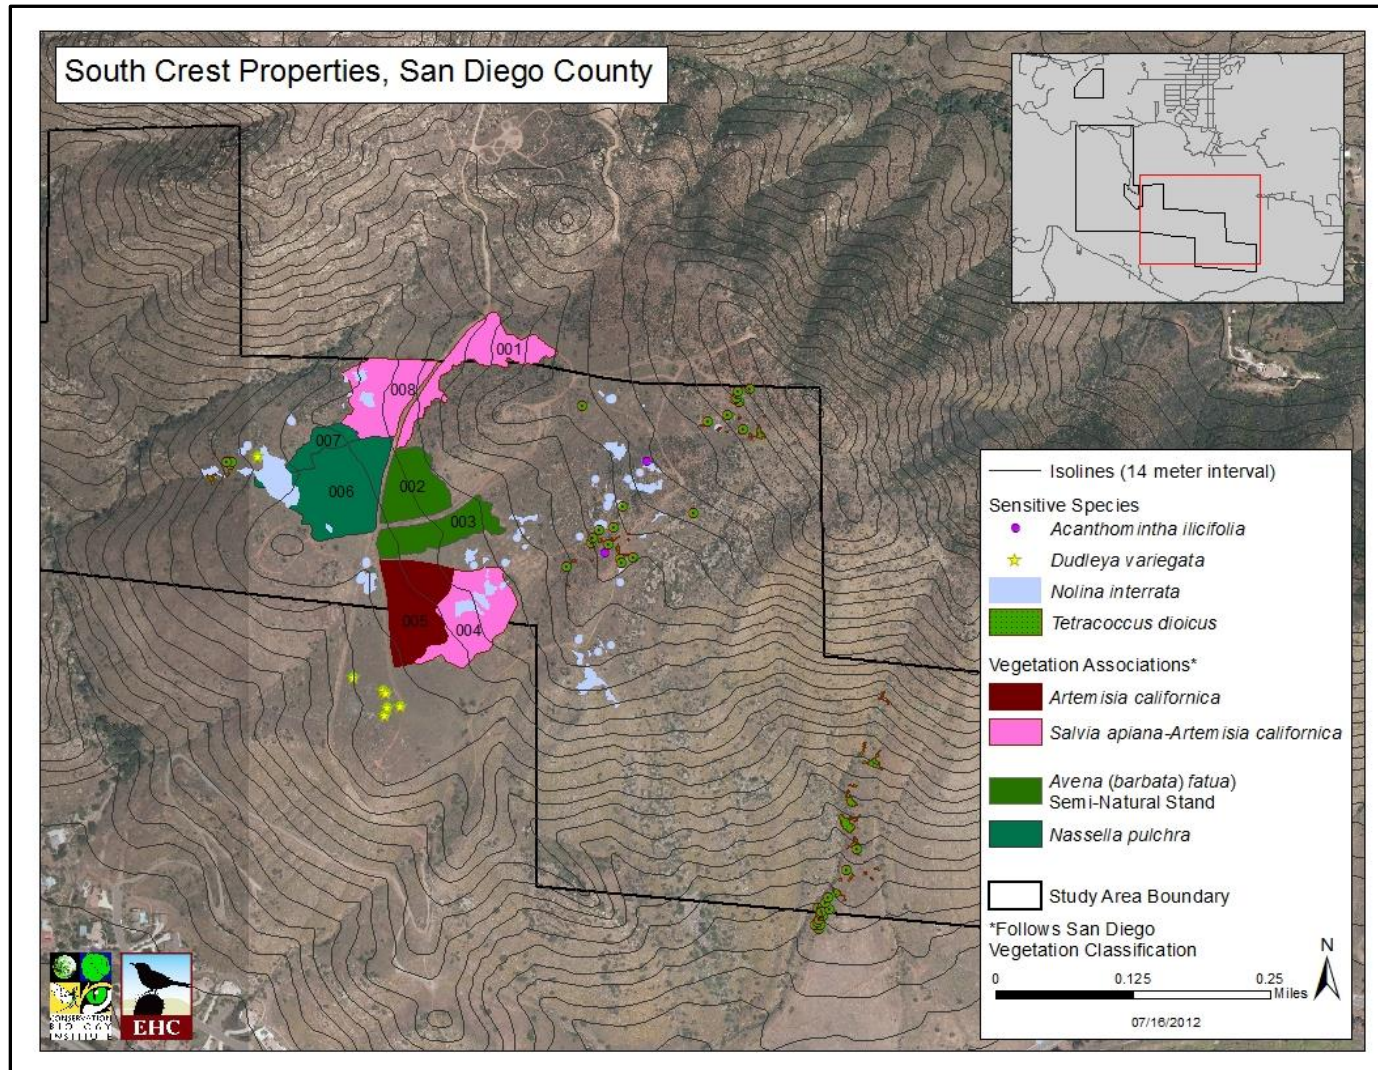 South Crest Properties, San Diego County
001
008
007
006
002
003
005
004
Isolines (14 meter interval)
Sensitive Species
Acanthomintha ilicifolia
Dudleya variegata
Nolina interrata
Tetracoccus dioicus
Vegetation Associations*
Artemisia californica
Salvia apiana-Artemisia californica
Avena (barbata) fatua)
Semi-Natural Stand
Nassella pulchra
Study Area Boundary
*Follows San Diego
Vegetation Classification
N
0 0.125 0.25
Miles
07/16/2012
CONSERVATION
BIOLOGY
INSTITUTE
EHC